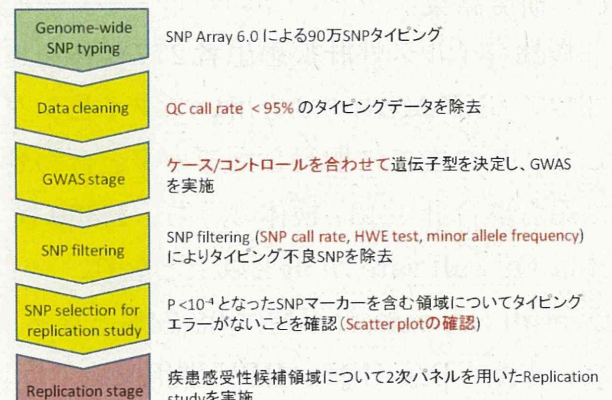 Genome-wide
SNP typing
SNP Array 6.0 による90万SNPタイピング
Data cleaning
QC call rate < 95% のタイピングデータを除去
GWAS stage
ケース/コントロールを合わせて遺伝子型を決定し、GWAS
を実施
SNP filtering
SNP filtering (SNP call rate, HWE test, minor allele frequency)
によりタイピング不良SNPを除去
SNP selection for
replication study
P <10⁻⁴ となったSNPマーカーを含む領域についてタイピング
エラーがないことを確認(Scatter plotの確認)
Replication stage
疾患感受性候補領域について2次パネルを用いたReplication
studyを実施